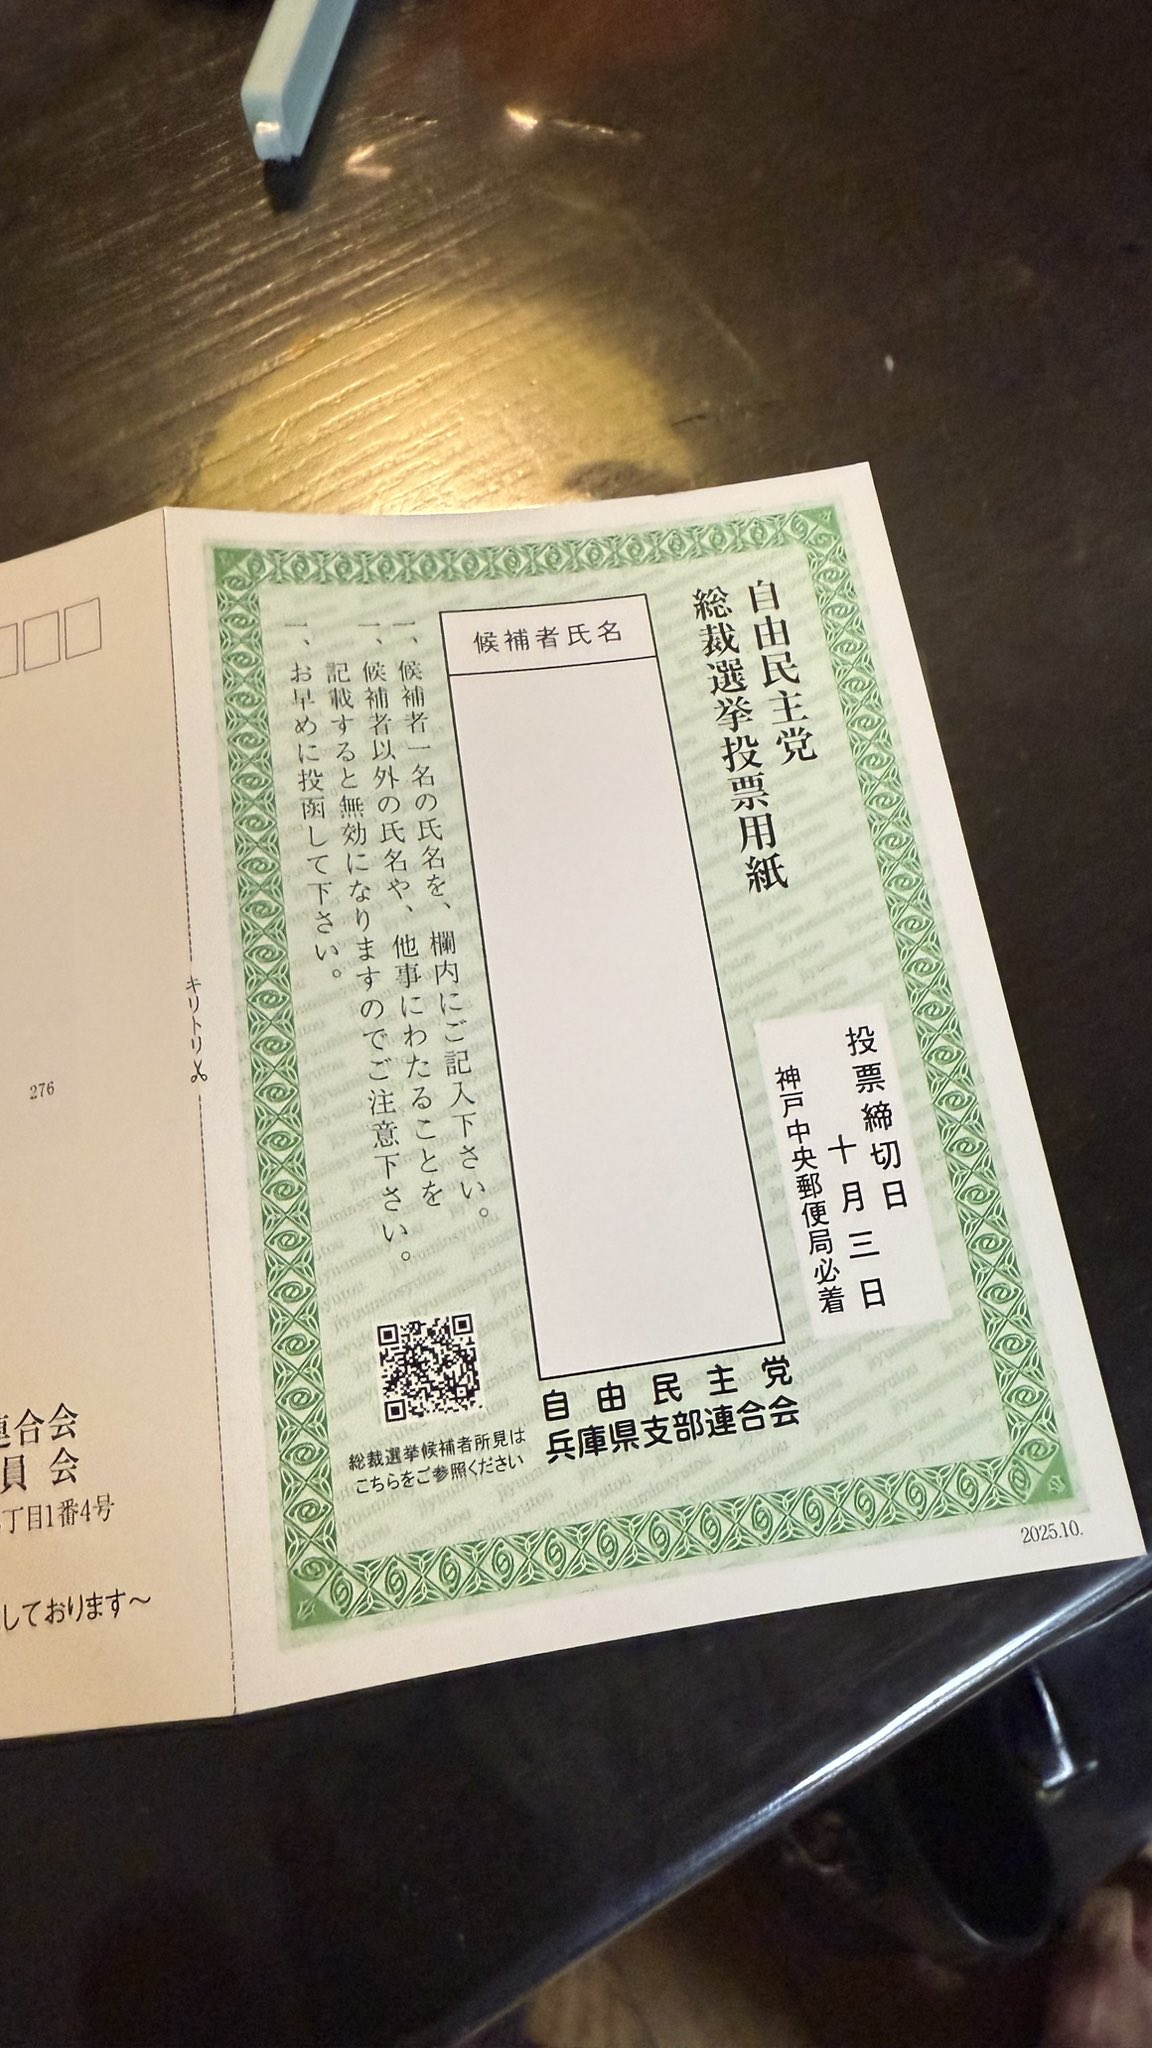 自由民主党
総裁選挙投票用紙
投票締切日
十月三日
神戸中央郵便局必着
候補者氏名
一、候補者一名の氏名を、欄内にご記入下さい。
一、候補者以外の氏名や、他事にわたることを
記載すると無効になりますのでご注意下さい。
一、お早めに投函して下さい。
自由民主党
兵庫県支部連合会
総裁選挙候補者所見は
こちらをご参照ください
2025.10.
キリトリ
276
連合会
員会
丁目1番4号
しております～